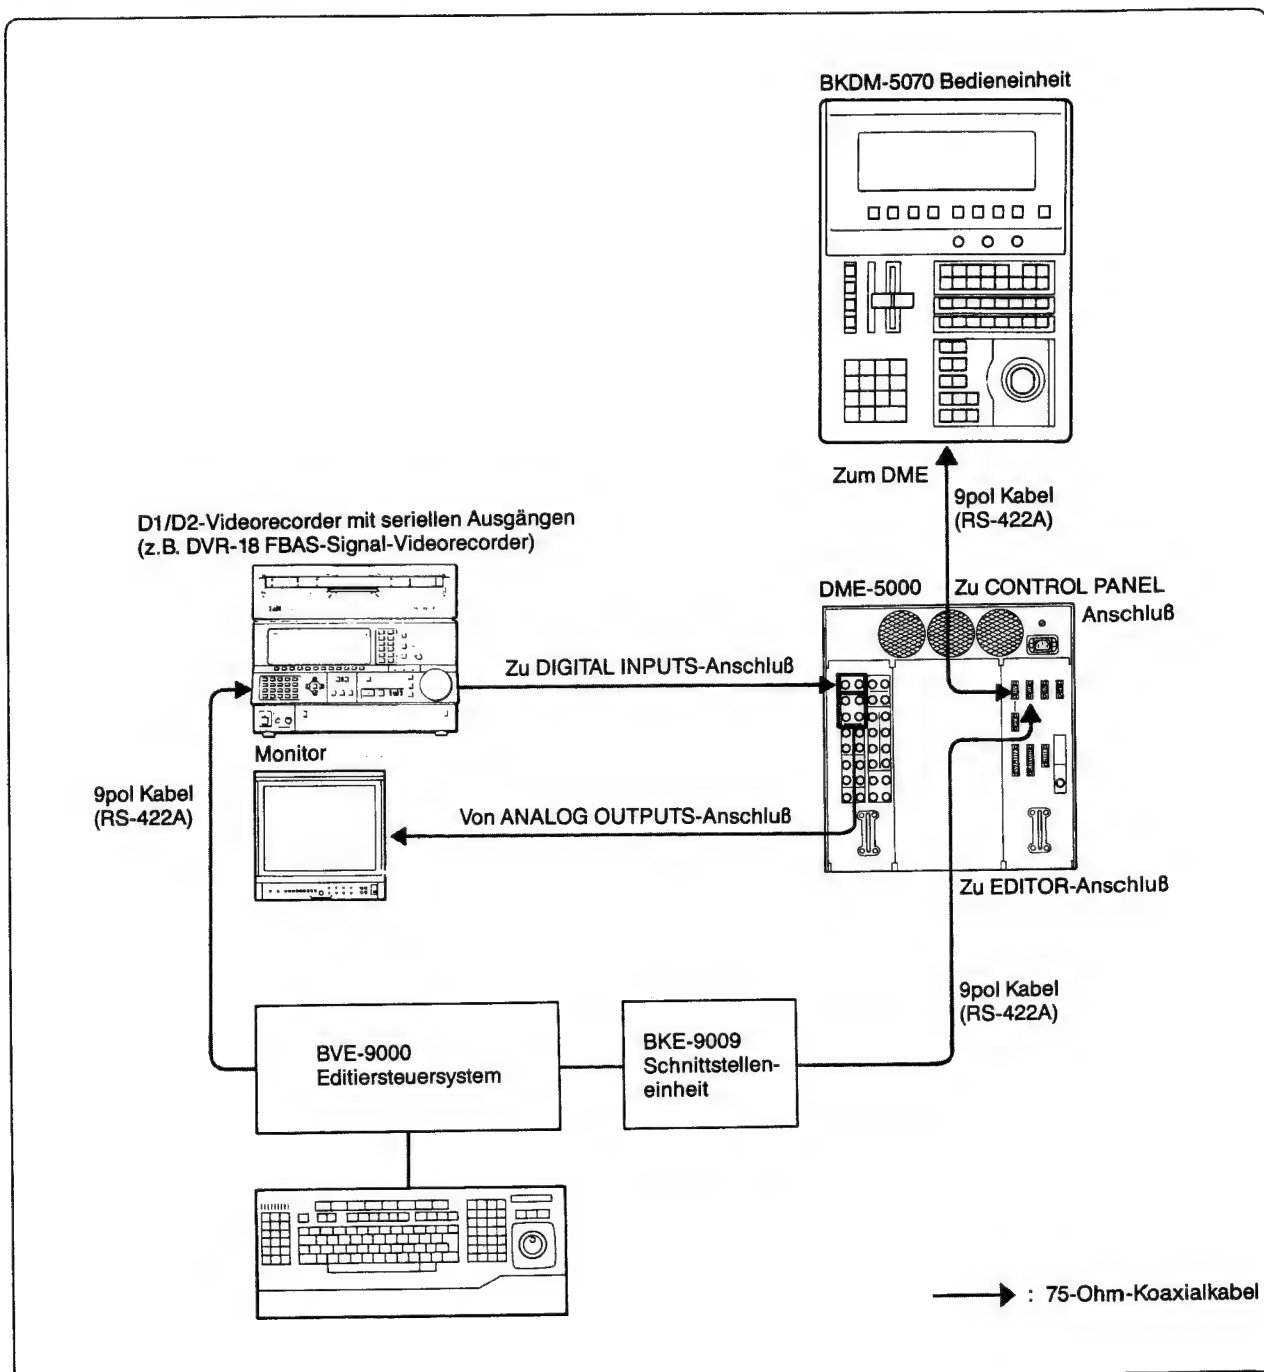 BKDM-5070 Bedieneinheit
Zum DME
9pol Kabel
(RS-422A)
D1/D2-Videorecorder mit seriellen Ausgängen
(z.B. DVR-18 FBAS-Signal-Videorecorder)
DME-5000
Zu CONTROL PANEL
Anschluß
Zu DIGITAL INPUTS-Anschluß
Monitor
9pol Kabel
(RS-422A)
Von ANALOG OUTPUTS-Anschluß
Zu EDITOR-Anschluß
9pol Kabel
(RS-422A)
BVE-9000
Editiersteuersystem
BKE-9009
Schnittstellen-
einheit
: 75-Ohm-Koaxialkabel